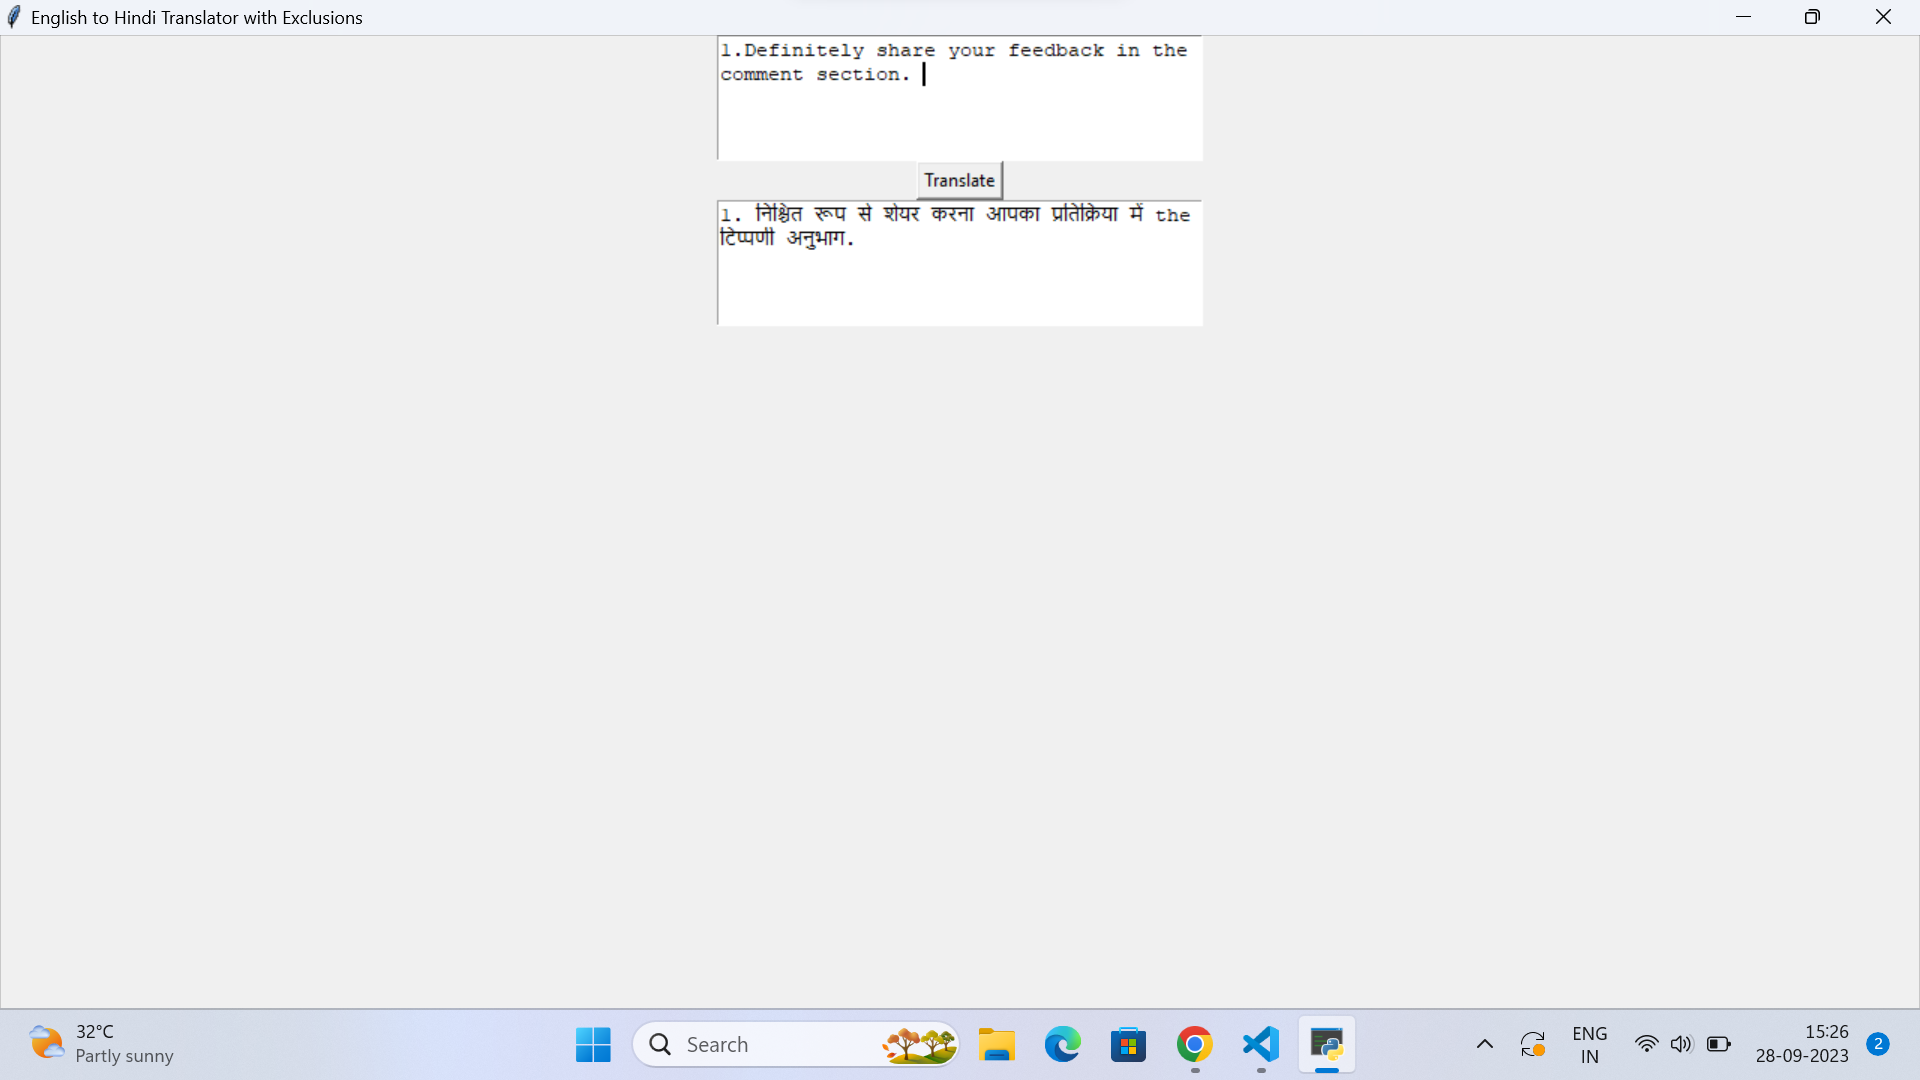 English to Hindi Translator with Exclusions
1.Definitely share your feedback in the
comment section.
Translate
1. निश्चित रूप से शेयर करना आपका प्रतिक्रिया में the
टिप्पणी अनुभाग.
32°C
Partly sunny
Search
ENG
IN
15:26
28-09-2023
2